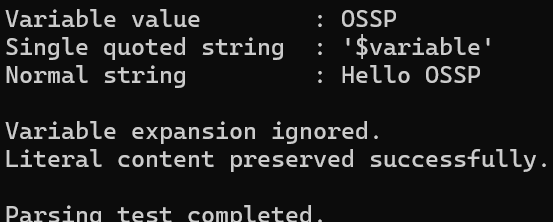 Variable value        : OSSP
Single quoted string  : '$variable'
Normal string         : Hello OSSP
Variable expansion ignored.
Literal content preserved successfully.
Parsing test completed.